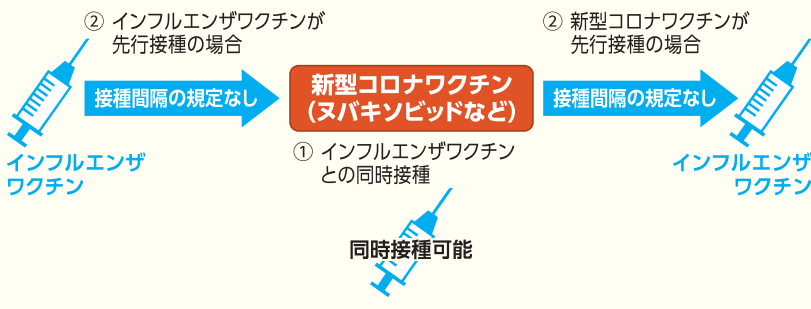 ② インフルエンザワクチンが
先行接種の場合
接種間隔の規定なし
インフルエンザ
ワクチン
新型コロナワクチン
(ヌバキソビッドなど)
① インフルエンザワクチン
との同時接種
同時接種可能
② 新型コロナワクチンが
先行接種の場合
接種間隔の規定なし
インフルエンザ
ワクチン